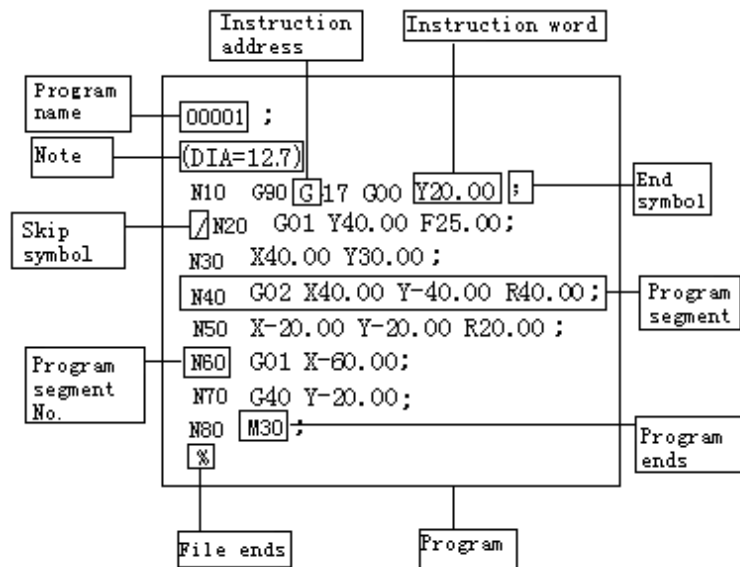 Instruction address
Instruction word
Program name
00001 ;
Note
(DIA=12.7)
N10 G90 G 17 G00 Y20.00 ;
End symbol
Skip symbol
/N20 G01 Y40.00 F25.00;
N30 X40.00 Y30.00 ;
N40 G02 X40.00 Y-40.00 R40.00 ;
Program segment
N50 X-20.00 Y-20.00 R20.00 ;
Program segment No.
N60 G01 X-60.00;
N70 G40 Y-20.00;
N80 M30 ;
Program ends
%
File ends
Program